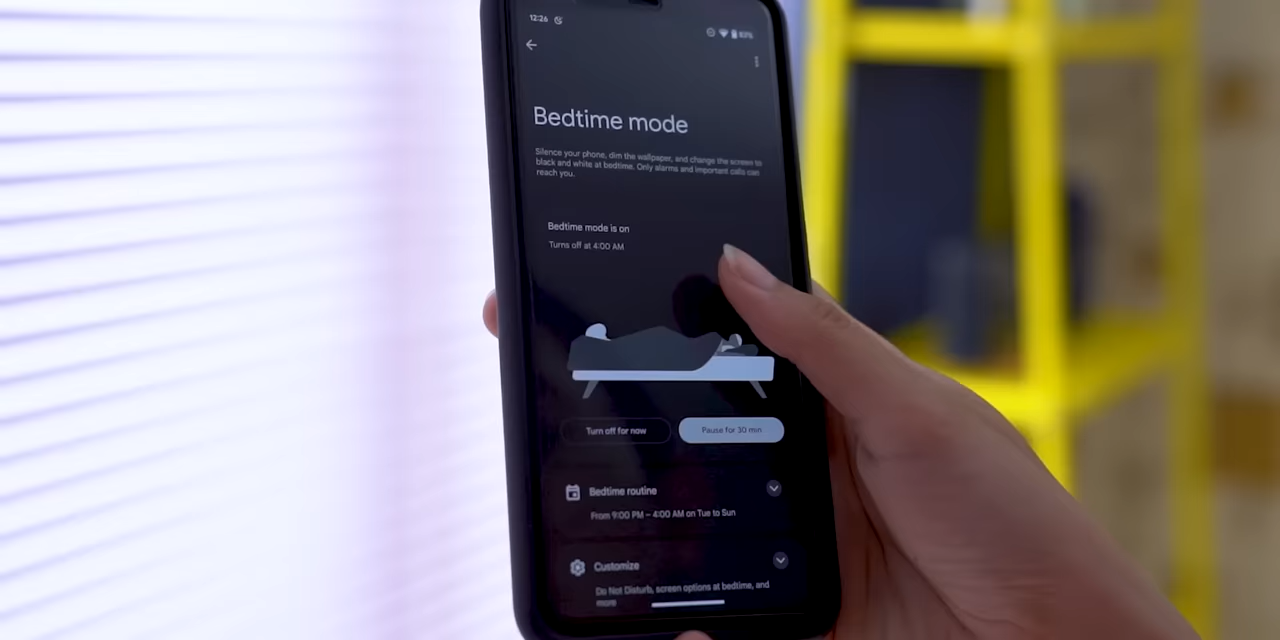 12:26
83%
Bedtime mode
Silence your phone, dim the wallpaper, and change the screen to
black and white at bedtime. Only alarms and important calls can
reach you.
Bedtime mode is on
Turns off at 4:00 AM
Turn off for now
Pause for 30 min
Bedtime routine
From 9:00 PM – 4:00 AM on Tue to Sun
Customize
Do Not Disturb, screen options at bedtime, and
more